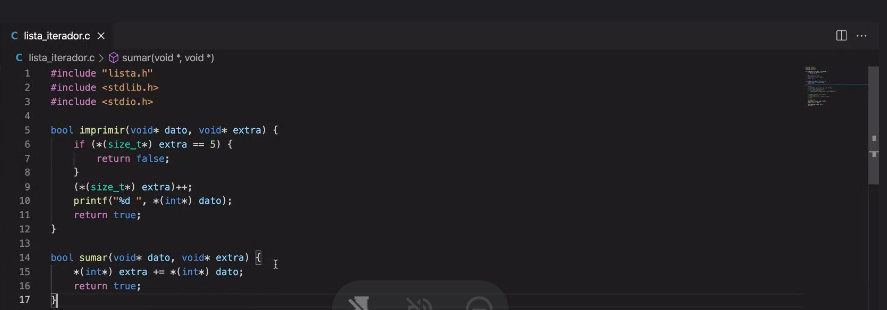 C lista_iterador.c ×
C lista_iterador.c > sumar(void *, void *)
1 #include "lista.h"
2 #include <stdlib.h>
3 #include <stdio.h>
4
5 bool imprimir(void* dato, void* extra) {
6     if (*(size_t*) extra == 5) {
7         return false;
8     }
9     (*(size_t*) extra)++;
10     printf("%d ", *(int*) dato);
11     return true;
12 }
13
14 bool sumar(void* dato, void* extra) {
15     *(int*) extra += *(int*) dato;
16     return true;
17 }